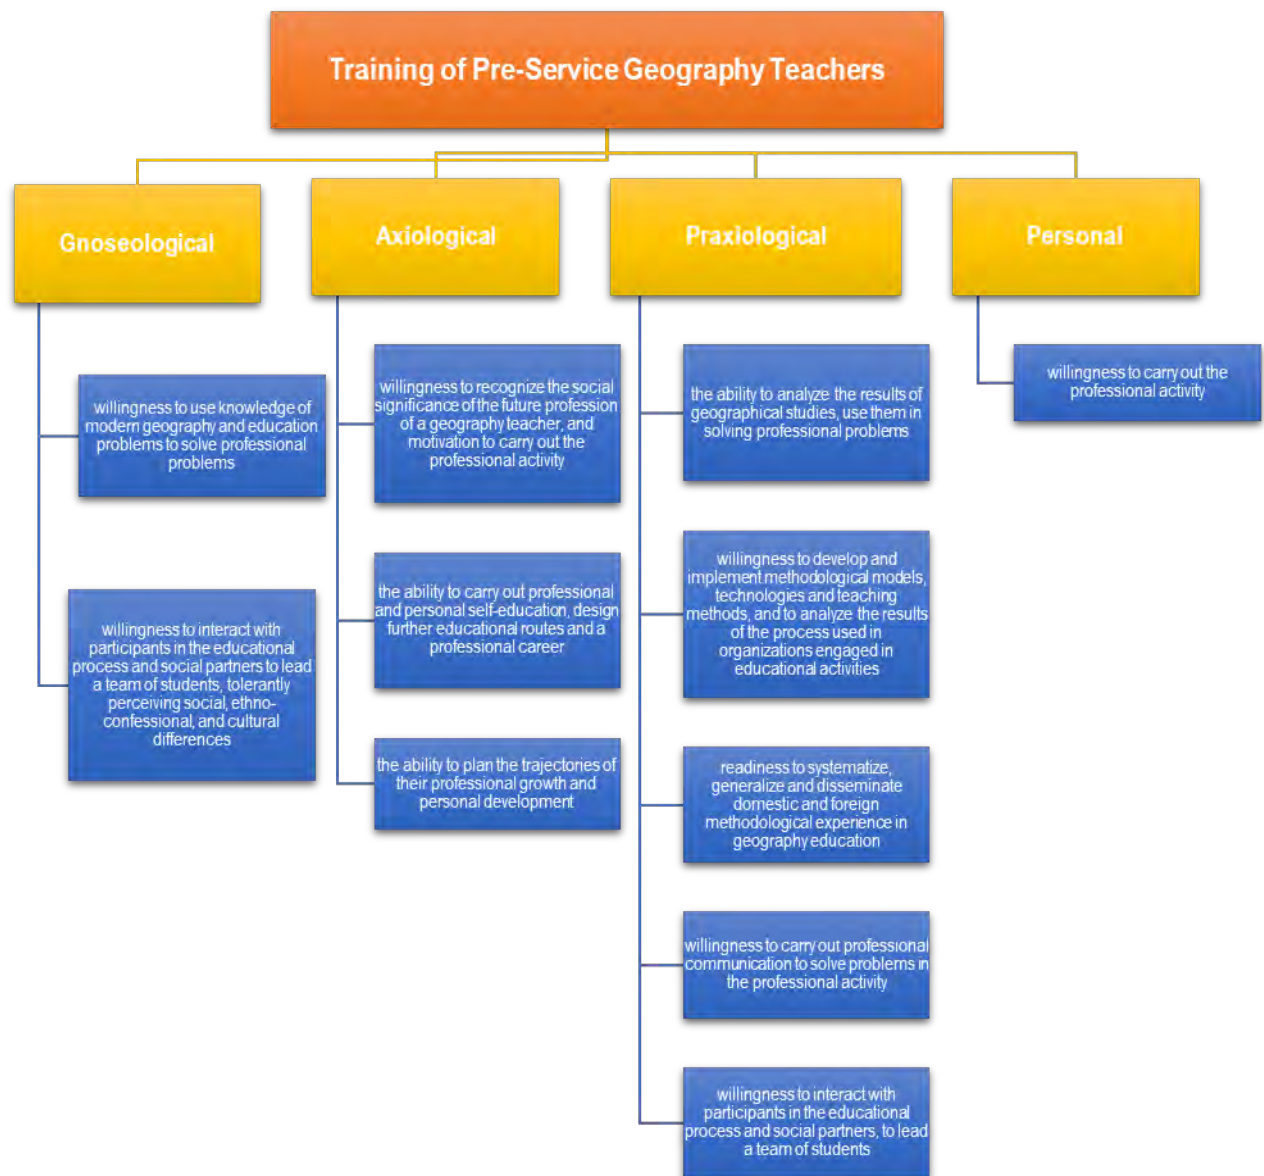 Training of Pre-Service Geography Teachers
Gnoseological
willingness to use knowledge of
modern geography and education
problems to solve professional
problems
willingness to interact with
participants in the educational
process and social partners to lead
a team of students, tolerantly
perceiving social, ethno-
confessional, and cultural
differences
Axiological
willingness to recognize the social
significance of the future profession
of a geography teacher, and
motivation to carry out the
professional activity
the ability to carry out professional
and personal self-education, design
further educational routes and a
professional career
the ability to plan the trajectories of
their professional growth and
personal development
Praxiological
the ability to analyze the results of
geographical studies, use them in
solving professional problems
willingness to develop and
implement methodological models,
technologies and teaching
methods, and to analyze the results
of the process used in
organizations engaged in
educational activities
readiness to systematize,
generalize and disseminate
domestic and foreign
methodological experience in
geography education
willingness to carry out professional
communication to solve problems in
the professional activity
willingness to interact with
participants in the educational
process and social partners, to lead
a team of students
Personal
willingness to carry out the
professional activity